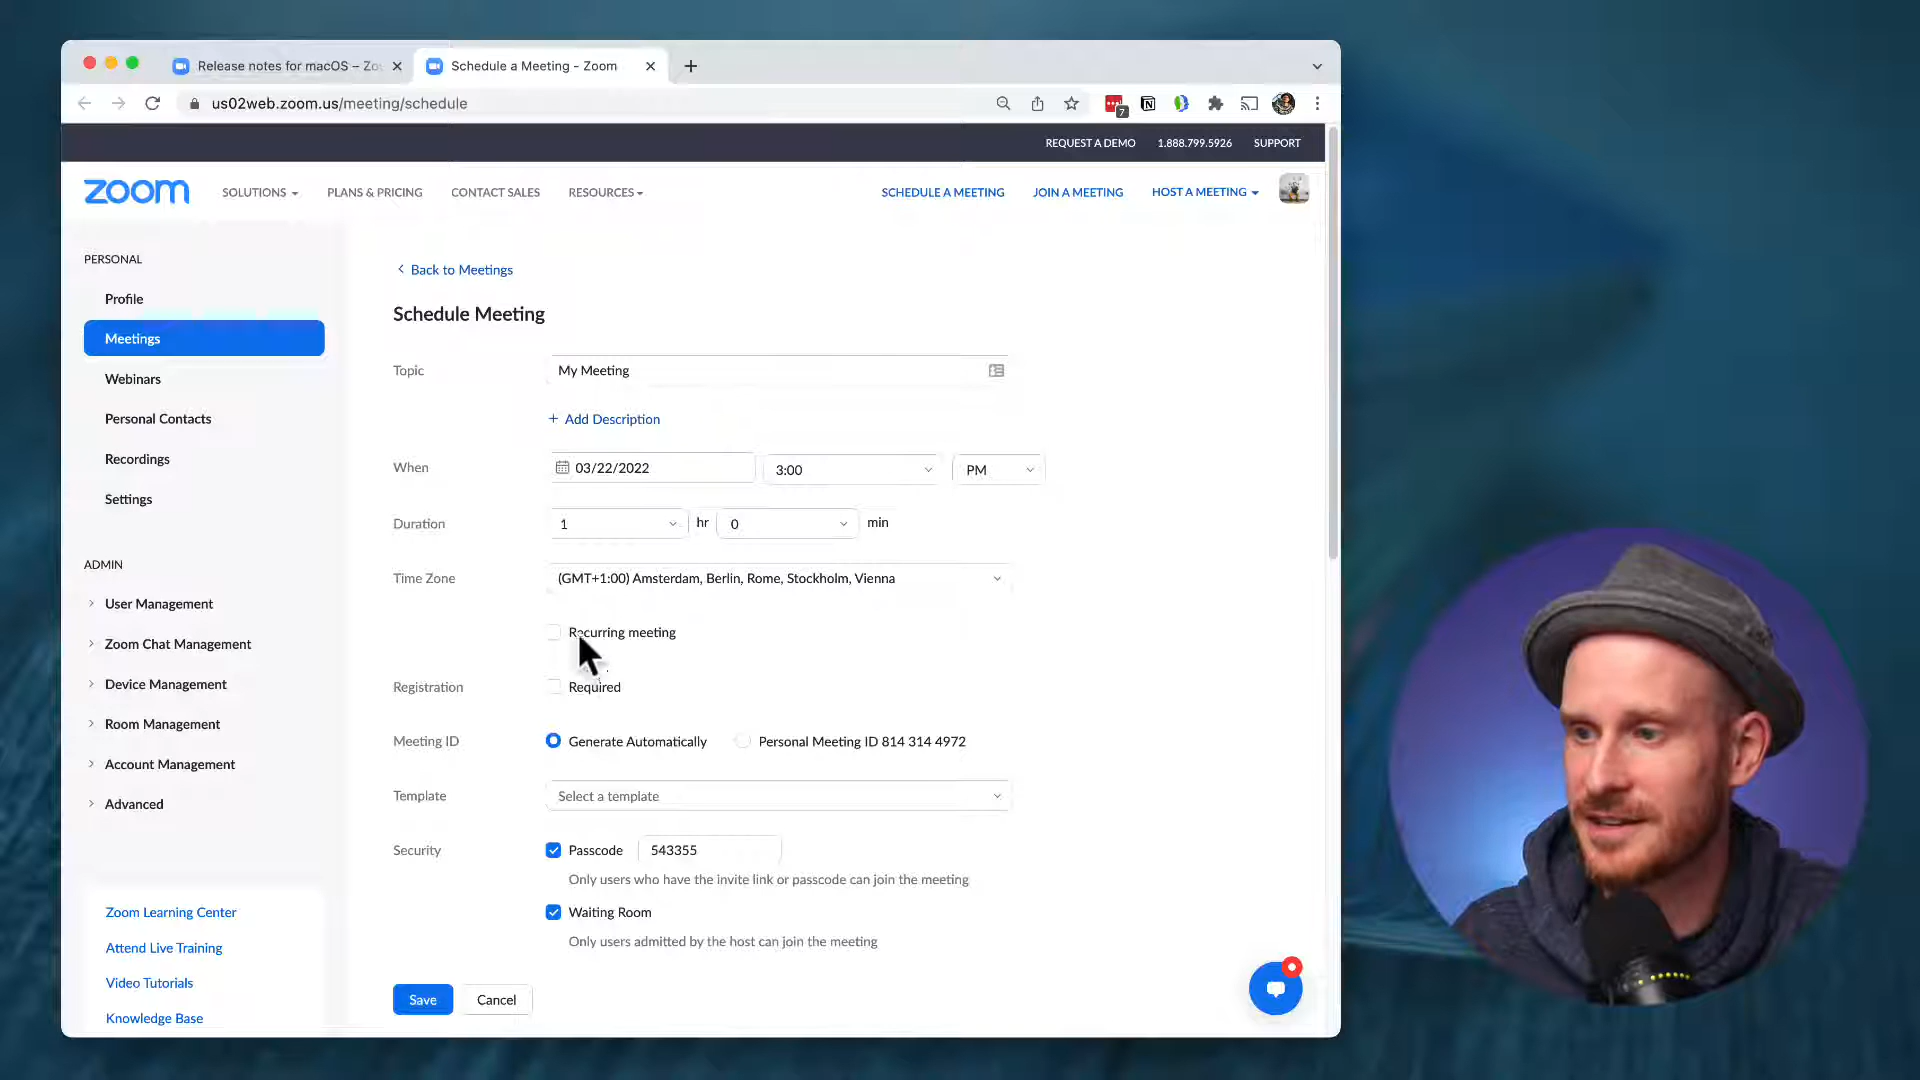 Release notes for macOS – Zo
Schedule a Meeting - Zoom
us02web.zoom.us/meeting/schedule
7
REQUEST A DEMO 1.888.799.5926 SUPPORT
zoom SOLUTIONS PLANS & PRICING CONTACT SALES RESOURCES SCHEDULE A MEETING JOIN A MEETING HOST A MEETING
PERSONAL
Profile
Meetings
Webinars
Personal Contacts
Recordings
Settings
ADMIN
User Management
Zoom Chat Management
Device Management
Room Management
Account Management
Advanced
Zoom Learning Center
Attend Live Training
Video Tutorials
Knowledge Base
Back to Meetings
Schedule Meeting
Topic My Meeting
+ Add Description
When 03/22/2022 3:00 PM
Duration 1 hr 0 min
Time Zone (GMT+1:00) Amsterdam, Berlin, Rome, Stockholm, Vienna
Recurring meeting
Registration Required
Meeting ID Generate Automatically Personal Meeting ID 814 314 4972
Template Select a template
Security Passcode 543355
Only users who have the invite link or passcode can join the meeting
Waiting Room
Only users admitted by the host can join the meeting
Save Cancel